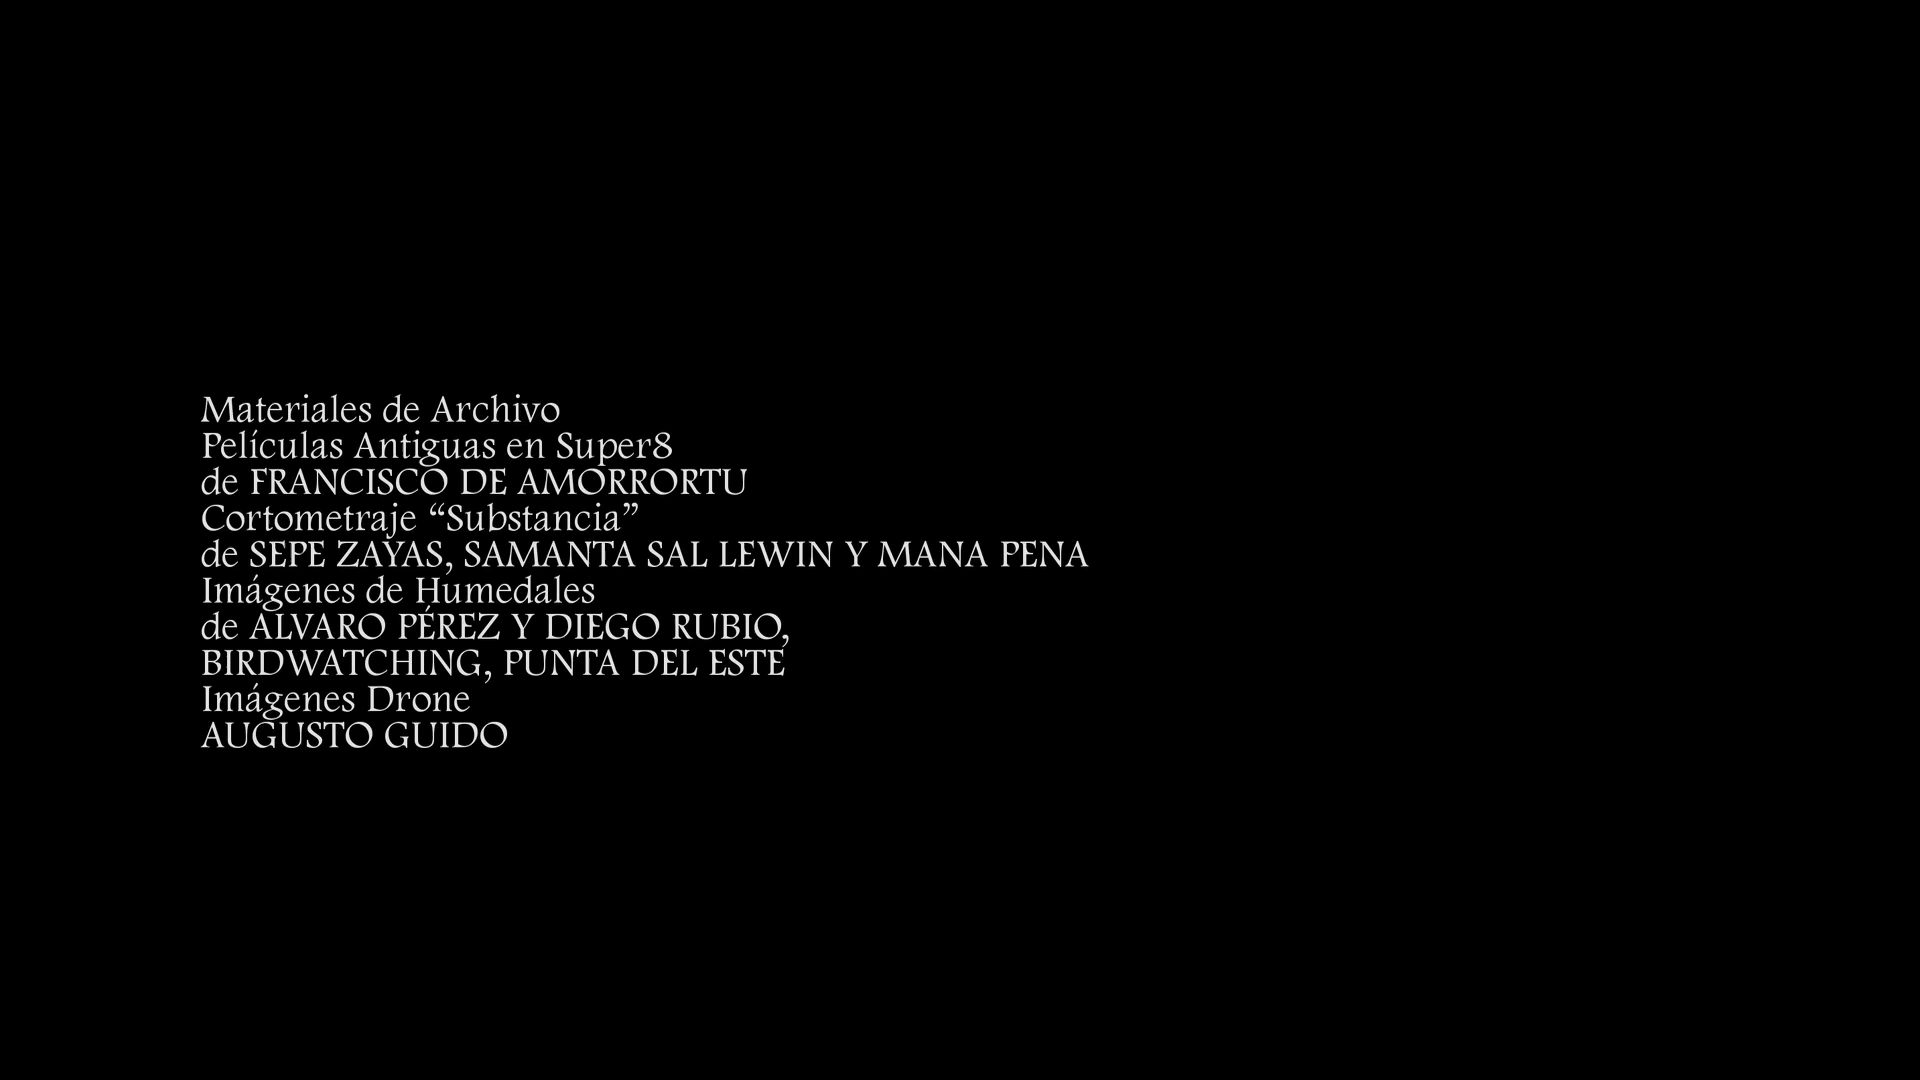 Materiales de Archivo
Películas Antiguas en Super8
de FRANCISCO DE AMORRORTU
Cortometraje “Substancia”
de SEPE ZAYAS, SAMANTA SAL LEWIN Y MANA PENA
Imágenes de Humedales
de ALVARO PÉREZ Y DIEGO RUBIO,
BIRDWATCHING, PUNTA DEL ESTE
Imágenes Drone
AUGUSTO GUIDO